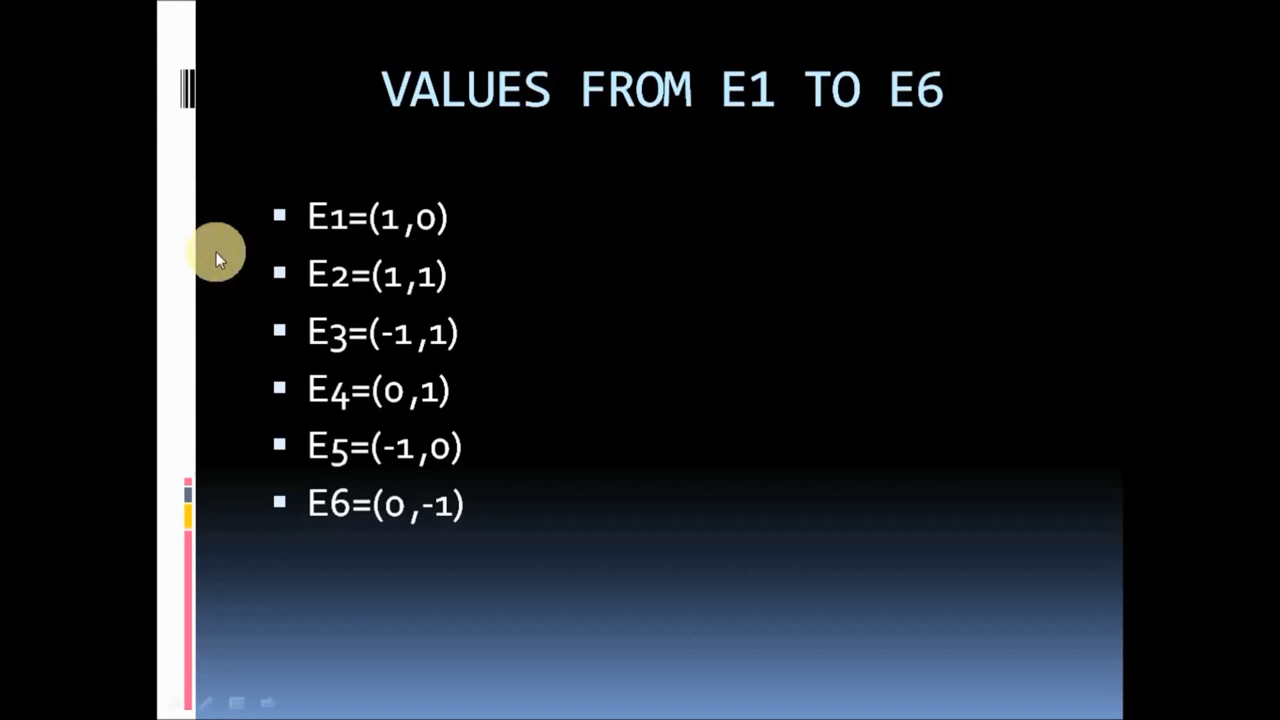 VALUES FROM E1 TO E6
E1=(1,0)
E2=(1,1)
E3=(-1,1)
E4=(0,1)
E5=(-1,0)
E6=(0,-1)